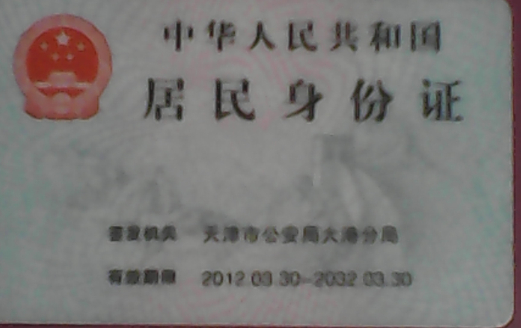 中华人民共和国
居民身份证
签发机关 天津市公安局大港分局
有效期限 2012.03.30-2032.03.30